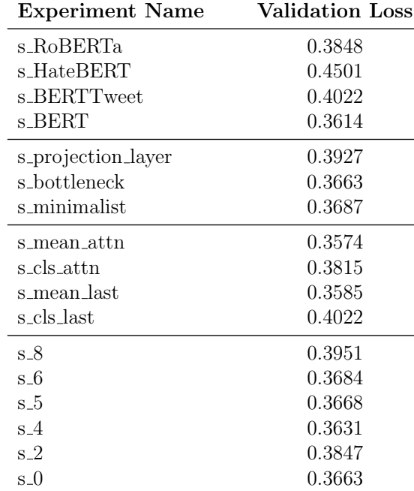 Experiment Name Validation Loss
s_RoBERTa 0.3848
s_HateBERT 0.4501
s_BERTTweet 0.4022
s_BERT 0.3614
s_projection_layer 0.3927
s_bottleneck 0.3663
s_minimalist 0.3687
s_mean_attn 0.3574
s_cls_attn 0.3815
s_mean_last 0.3585
s_cls_last 0.4022
s_8 0.3951
s_6 0.3684
s_5 0.3668
s_4 0.3631
s_2 0.3847
s_0 0.3663